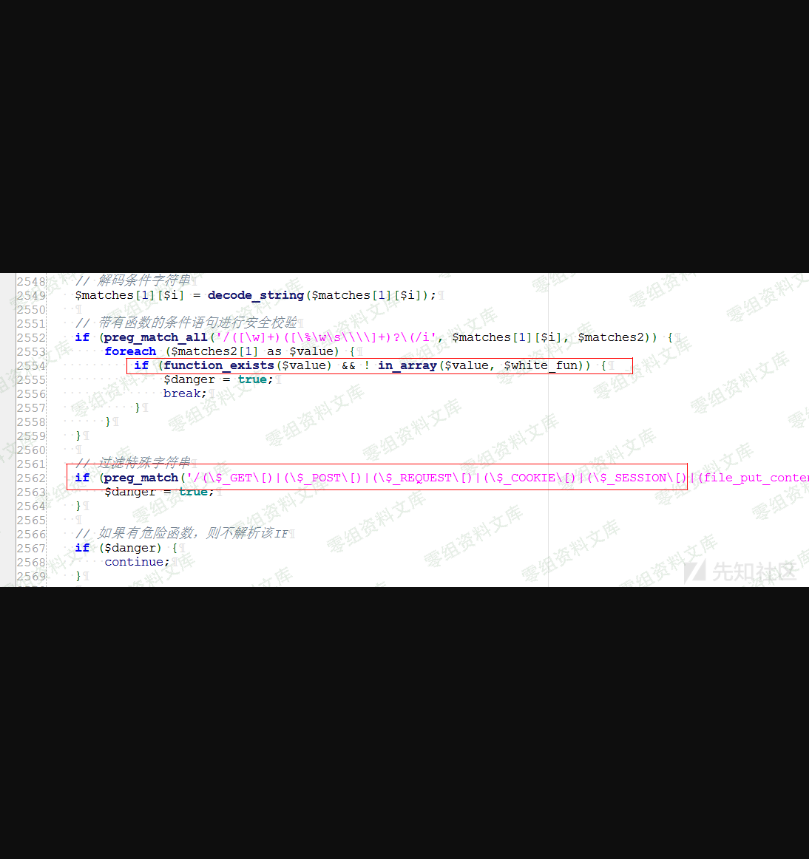 2548 // 解码条件字符串
2549 $matches[1][$i] = decode_string($matches[1][$i]);
2550
2551 // 带有函数的条件语句进行安全校验
2552 if (preg_match_all('/([\w]+)([\%\w\s\\\\]+)?\(/i', $matches[1][$i], $matches2)) {
2553 foreach ($matches2[1] as $value) {
2554 if (function_exists($value) && ! in_array($value, $white_fun)) {
2555 $danger = true;
2556 break;
2557 }
2558 }
2559 }
2560
2561 // 过滤特殊字符串
2562 if (preg_match('/(\$_GET\[)|(\$_POST\[)|(\$_REQUEST\[)|(\$_COOKIE\[)|(\$_SESSION\[)|(file_put_conten
2563 $danger = true;
2564 }
2565
2566 // 如果有危险函数，则不解析该IF
2567 if ($danger) {
2568 continue;
2569 }
零组资料文库
先知社区